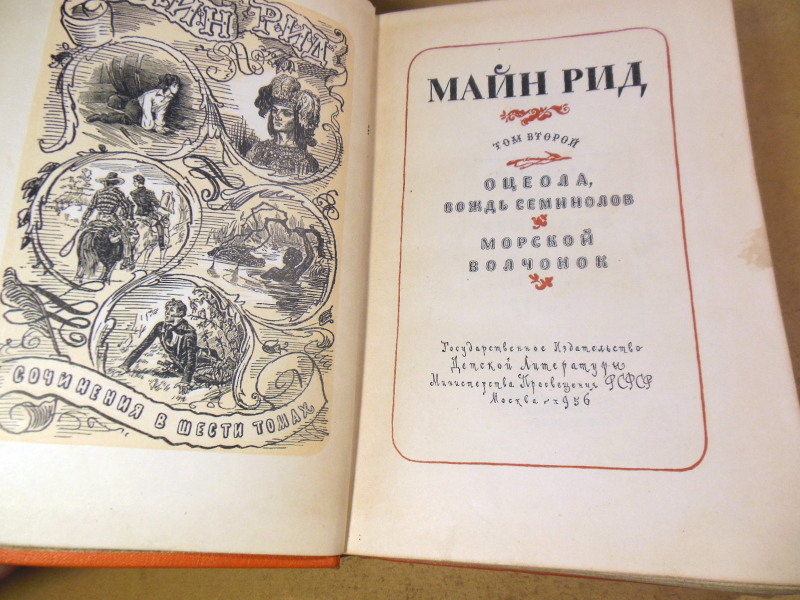 МАЙН РИД
СОЧИНЕНИЯ В ШЕСТИ ТОМАХ
МАЙН РИД
ТОМ ВТОРОЙ
ОЦЕОЛА,
ВОЖДЬ СЕМИНОЛОВ
МОРСКОЙ
ВОЛЧОНОК
Государственное Издательство
Детской Литературы
Министерства Просвещения РСФСР
Москва 1956